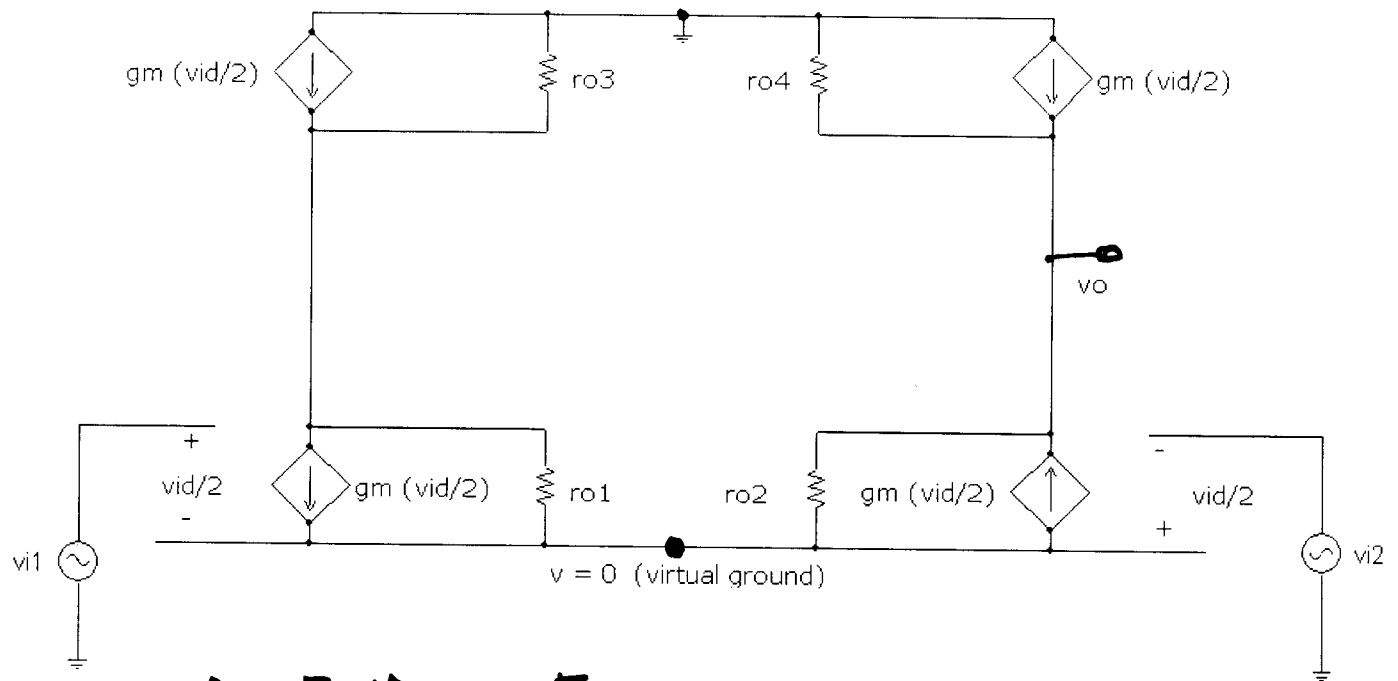 gm (vid/2)
ro3
ro4
gm (vid/2)
vo
+
vid/2
-
gm (vid/2)
ro1
ro2
gm (vid/2)
-
vid/2
+
vi1
v = 0 (virtual ground)
vi2